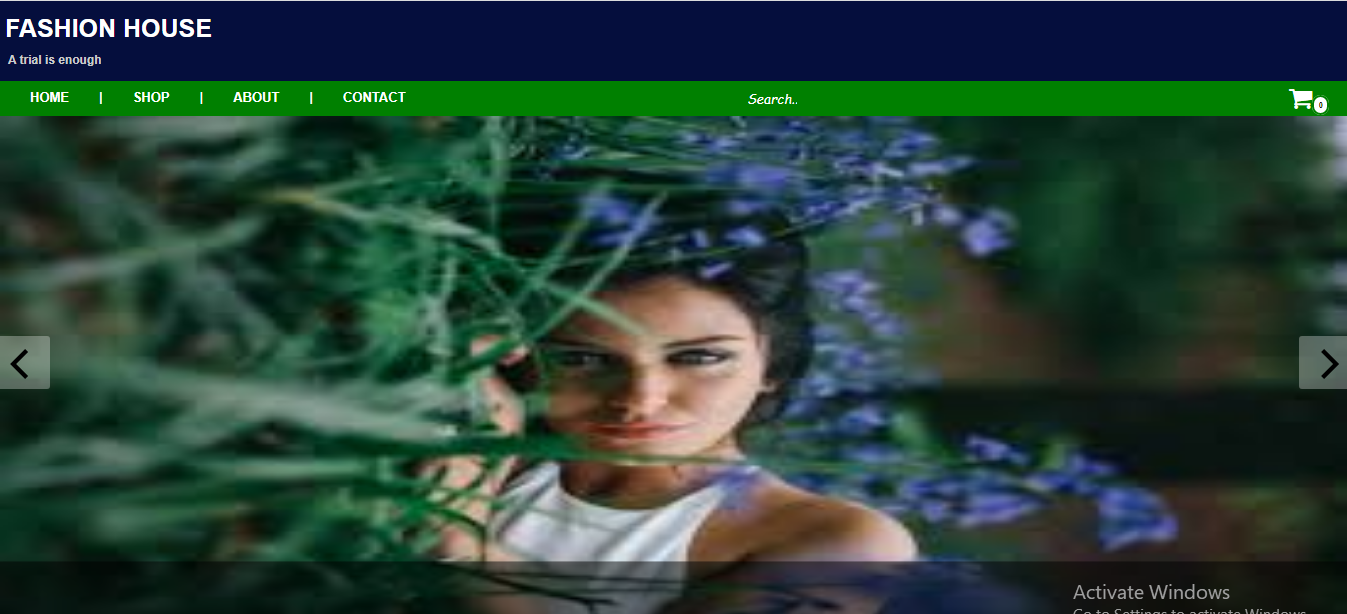 FASHION HOUSE
A trial is enough
HOME | SHOP | ABOUT | CONTACT Search.. 0
Activate Windows
Go to Settings to activate Windows.